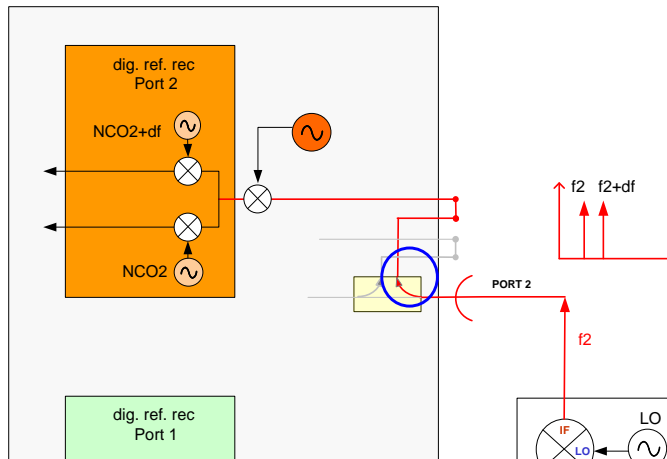 dig. ref. rec
Port 2
NCO2+df
NCO2
f2 f2+df
PORT 2
f2
dig. ref. rec
Port 1
LO
IF
LO